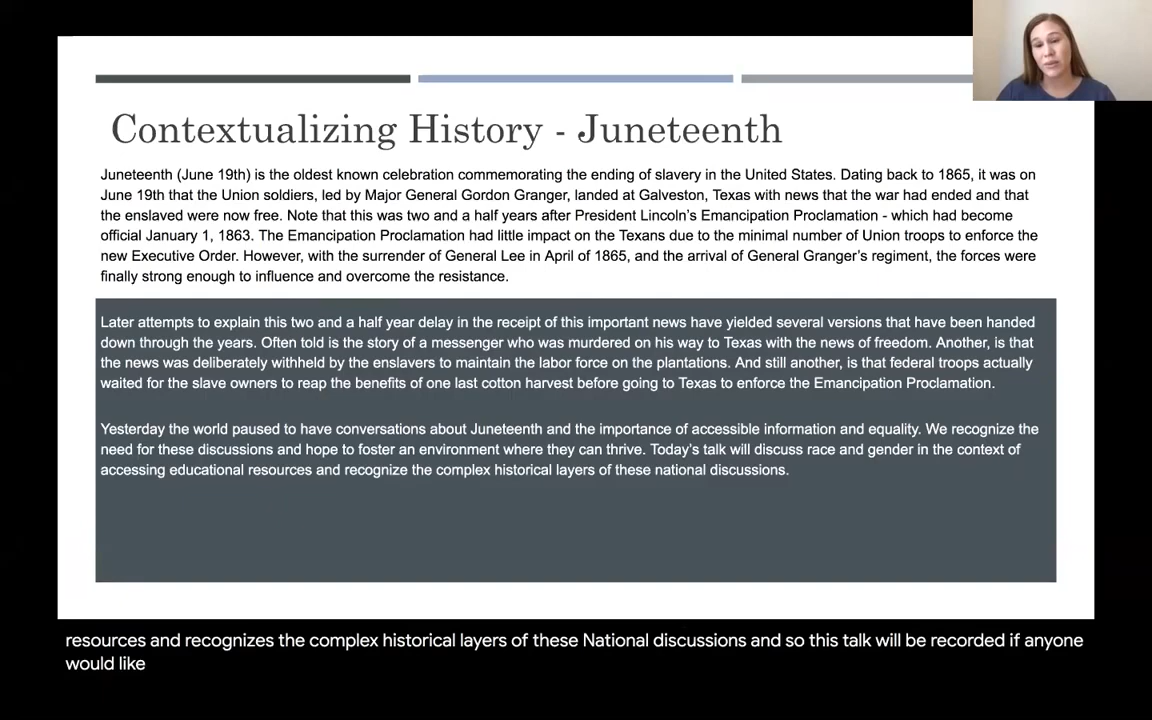 Contextualizing History - Juneteenth
Juneteenth (June 19th) is the oldest known celebration commemorating the ending of slavery in the United States. Dating back to 1865, it was on
June 19th that the Union soldiers, led by Major General Gordon Granger, landed at Galveston, Texas with news that the war had ended and that
the enslaved were now free. Note that this was two and a half years after President Lincoln's Emancipation Proclamation - which had become
official January 1, 1863. The Emancipation Proclamation had little impact on the Texans due to the minimal number of Union troops to enforce the
new Executive Order. However, with the surrender of General Lee in April of 1865, and the arrival of General Granger's regiment, the forces were
finally strong enough to influence and overcome the resistance.
Later attempts to explain this two and a half year delay in the receipt of this important news have yielded several versions that have been handed
down through the years. Often told is the story of a messenger who was murdered on his way to Texas with the news of freedom. Another, is that
the news was deliberately withheld by the enslavers to maintain the labor force on the plantations. And still another, is that federal troops actually
waited for the slave owners to reap the benefits of one last cotton harvest before going to Texas to enforce the Emancipation Proclamation.
Yesterday the world paused to have conversations about Juneteenth and the importance of accessible information and equality. We recognize the
need for these discussions and hope to foster an environment where they can thrive. Today's talk will discuss race and gender in the context of
accessing educational resources and recognize the complex historical layers of these national discussions.
resources and recognizes the complex historical layers of these National discussions and so this talk will be recorded if anyone
would like